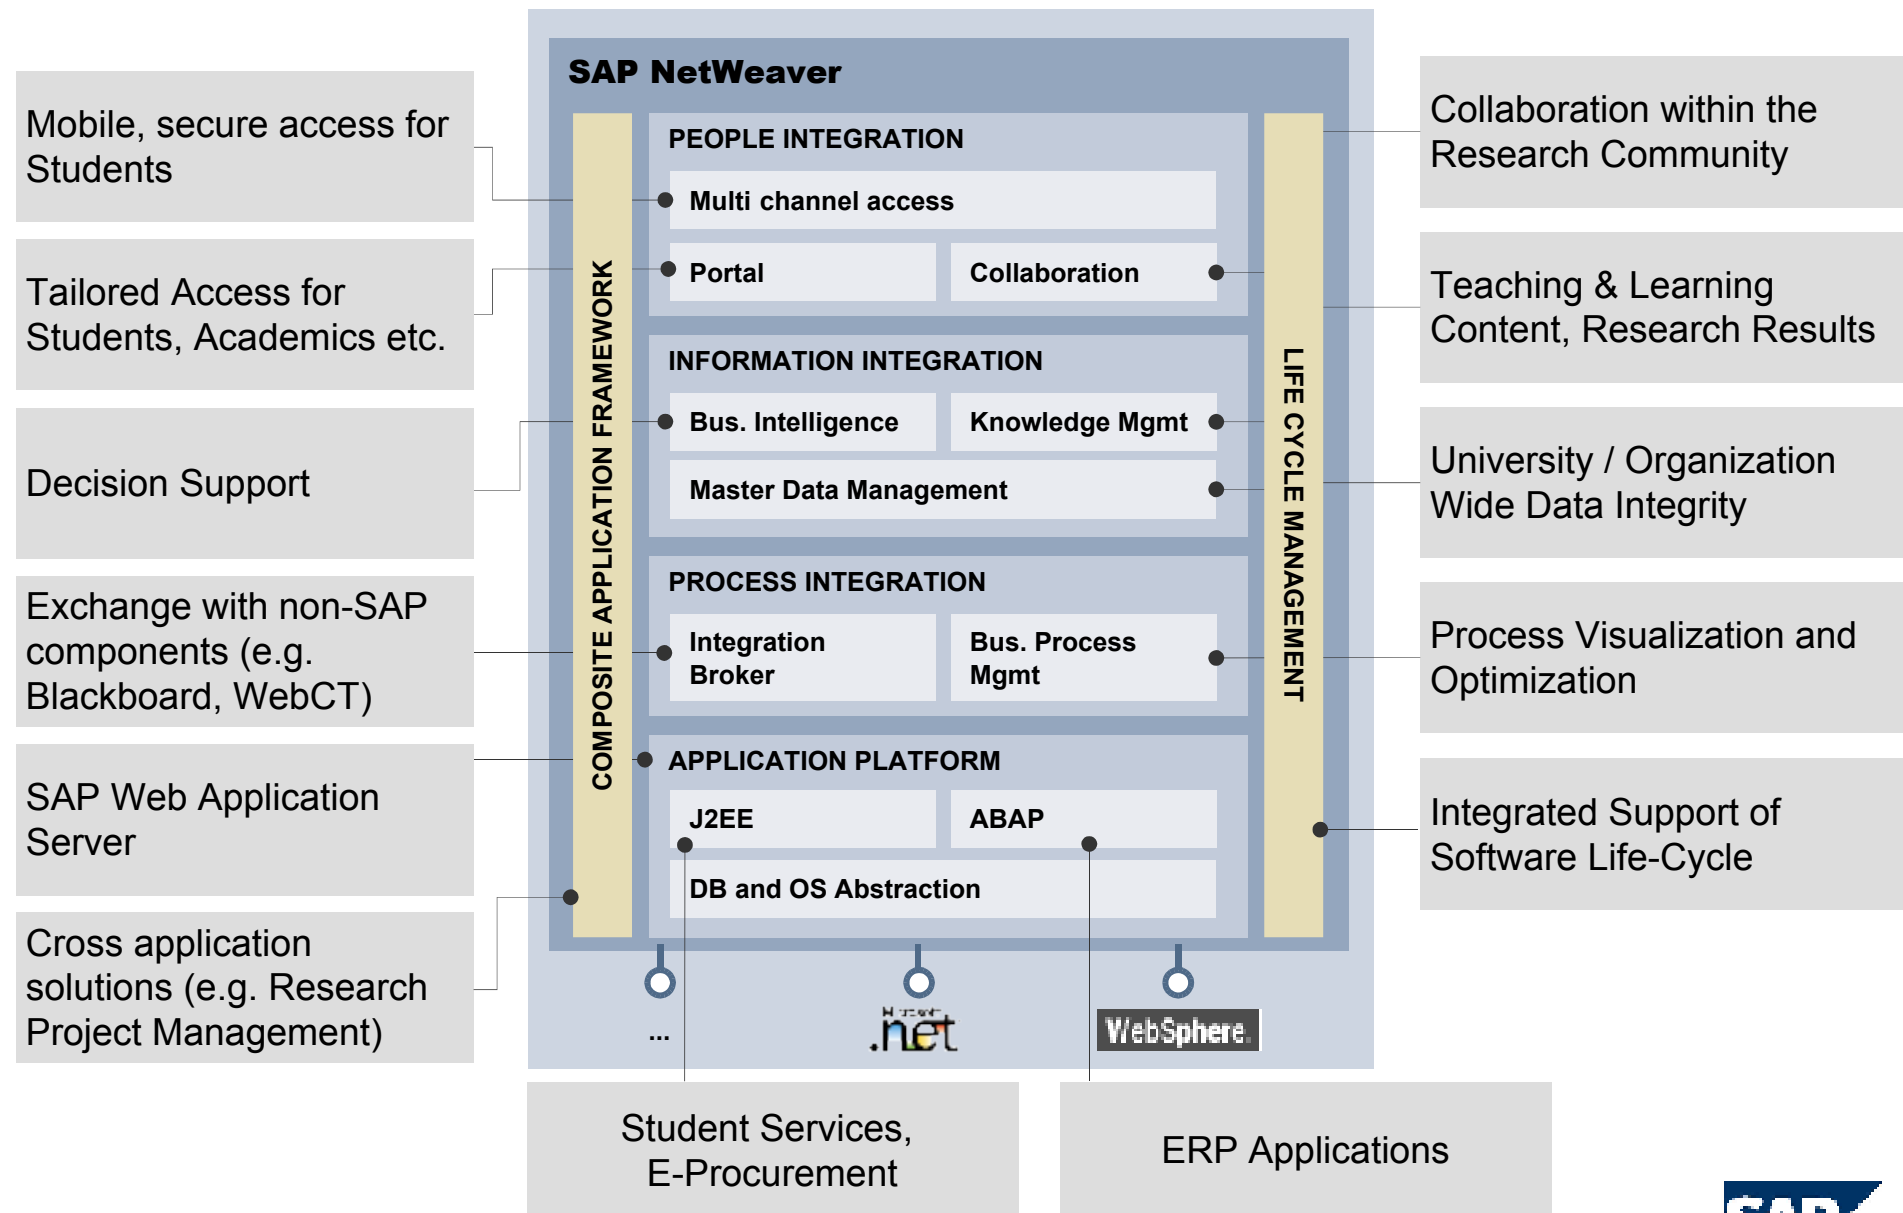 SAP NetWeaver
Mobile, secure access for
Students
Tailored Access for
Students, Academics etc.
Decision Support
Exchange with non-SAP
components (e.g.
Blackboard, WebCT)
SAP Web Application
Server
Cross application
solutions (e.g. Research
Project Management)
COMPOSITE APPLICATION FRAMEWORK
PEOPLE INTEGRATION
Multi channel access
Portal
Collaboration
INFORMATION INTEGRATION
Bus. Intelligence
Knowledge Mgmt
Master Data Management
PROCESS INTEGRATION
Integration
Broker
Bus. Process
Mgmt
APPLICATION PLATFORM
J2EE
ABAP
DB and OS Abstraction
LIFE CYCLE MANAGEMENT
...
Microsoft
.net
WebSphere.
Collaboration within the
Research Community
Teaching & Learning
Content, Research Results
University / Organization
Wide Data Integrity
Process Visualization and
Optimization
Integrated Support of
Software Life-Cycle
Student Services,
E-Procurement
ERP Applications
SAP